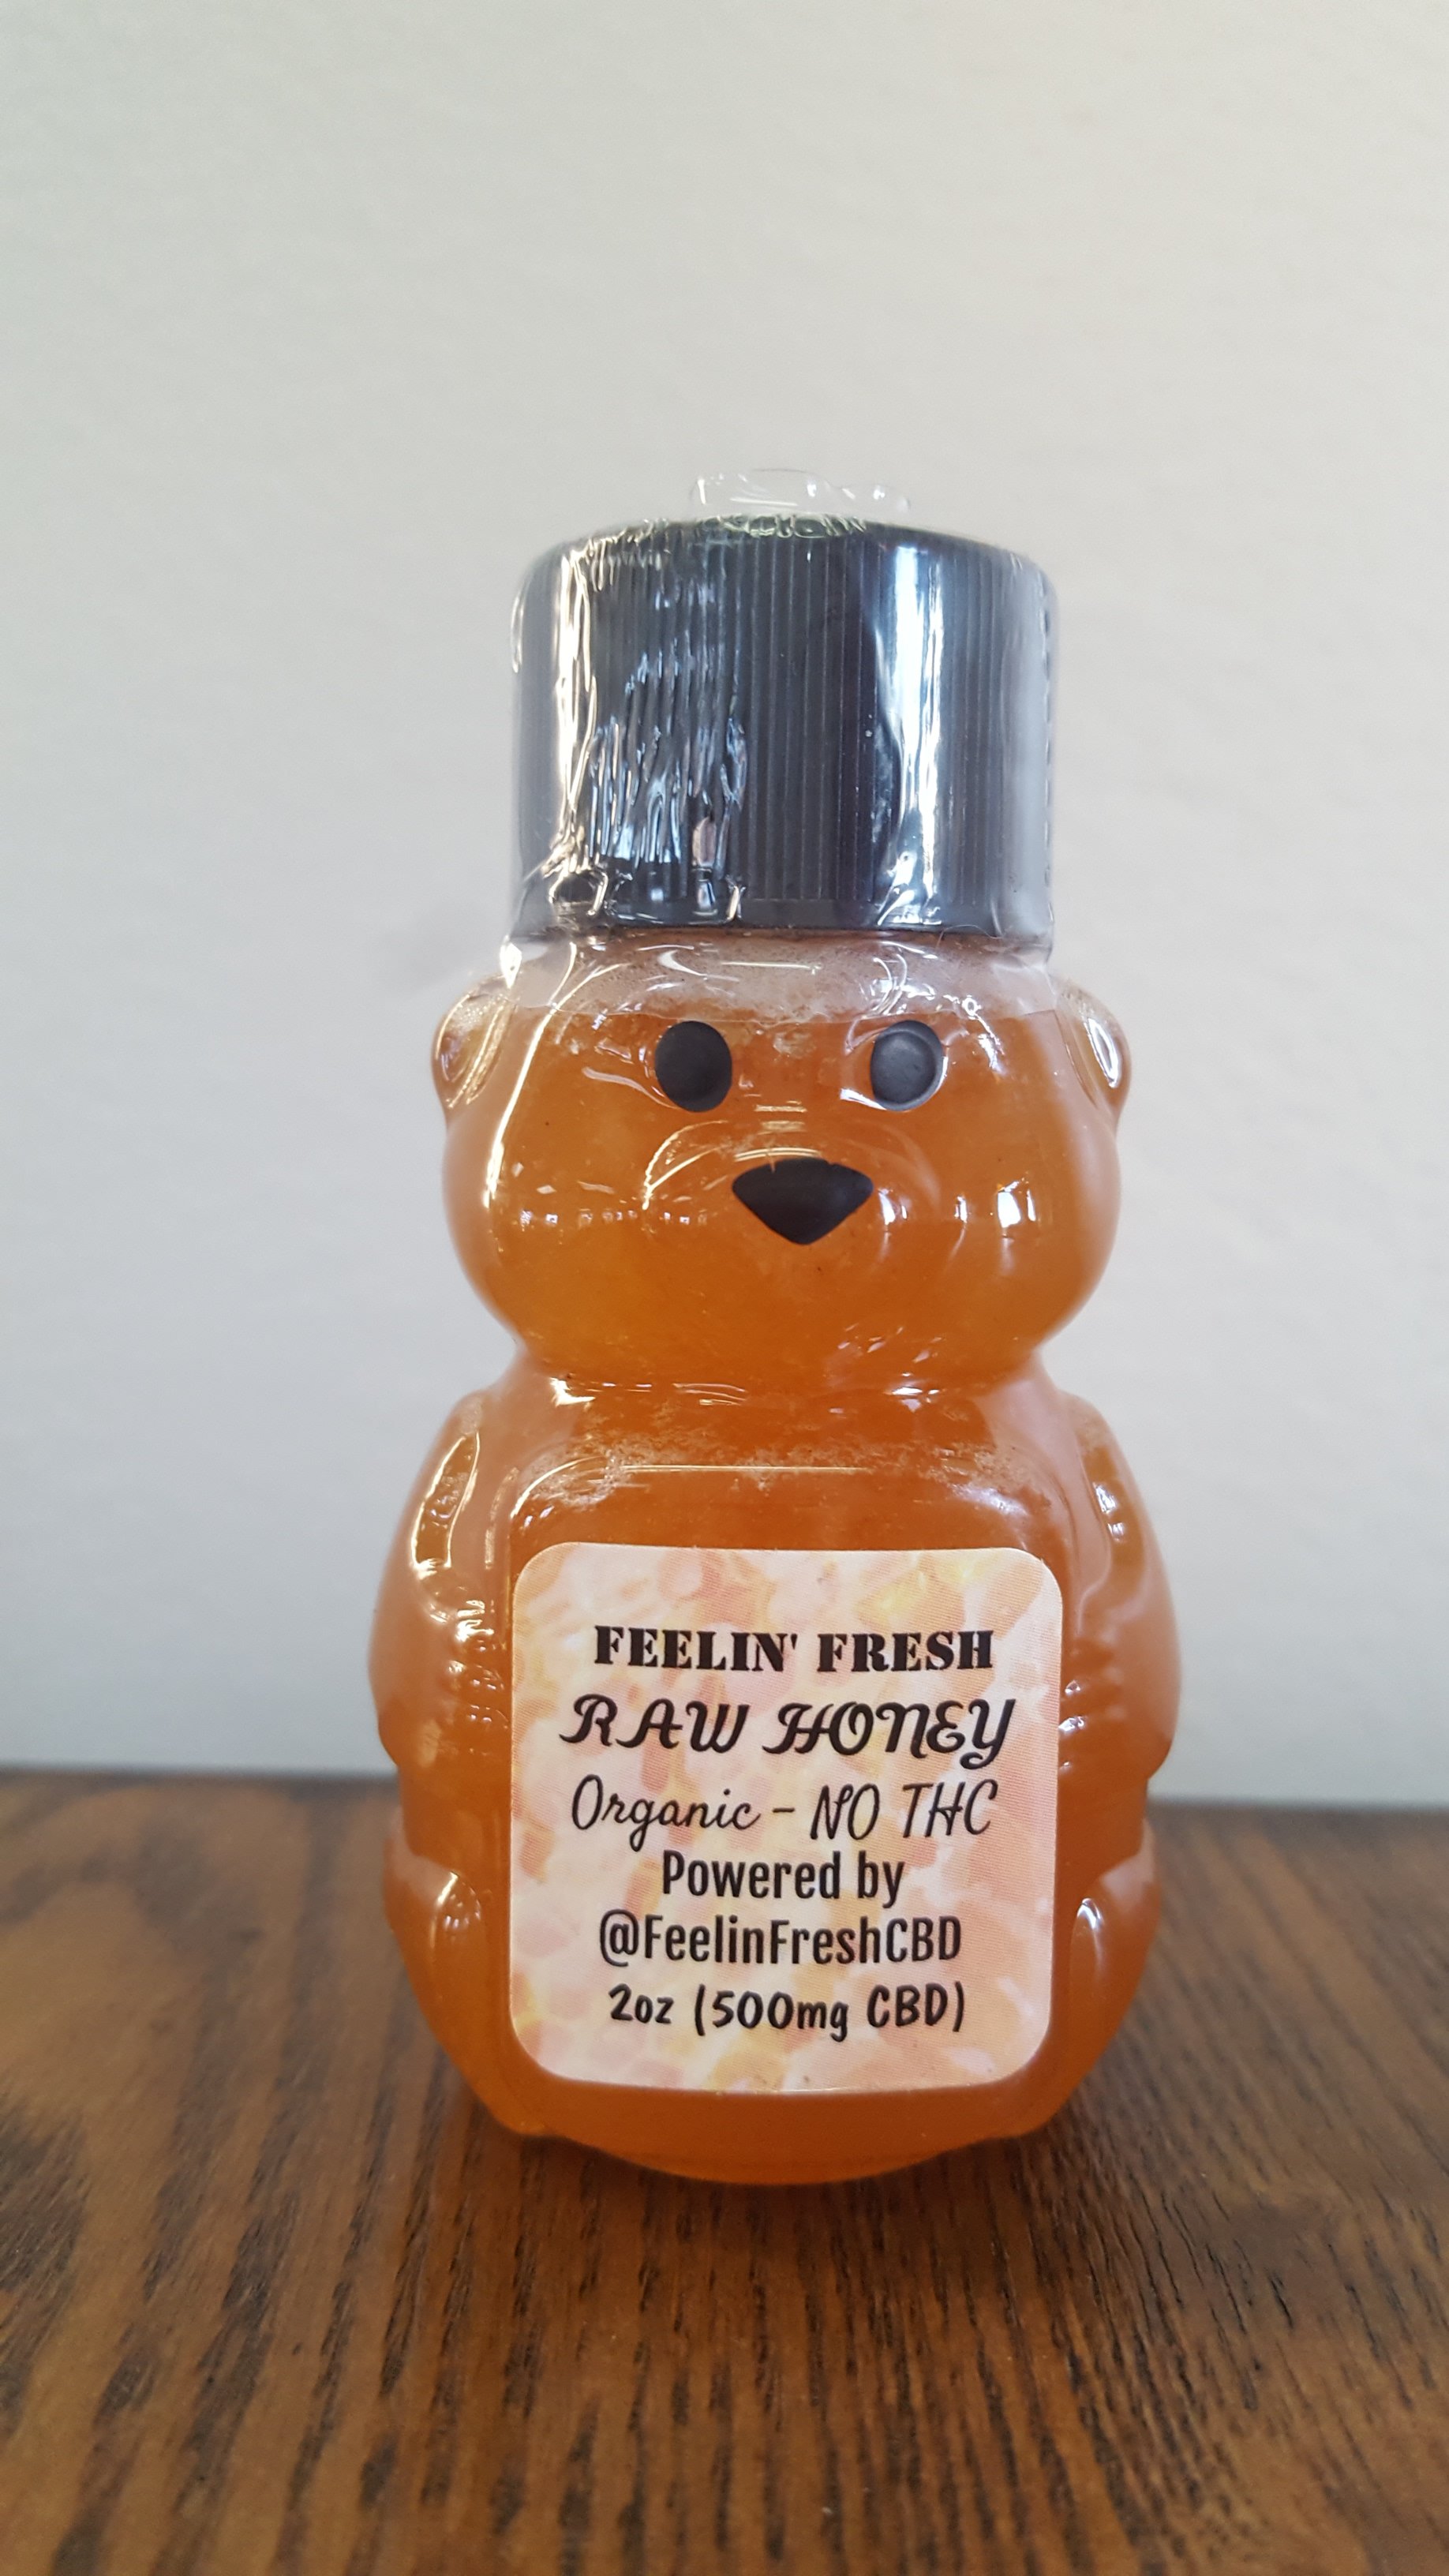 FEELIN' FRESH
RAW HONEY
Organic - NO THC
Powered by
@FeelinFreshCBD
2oz (500mg CBD)